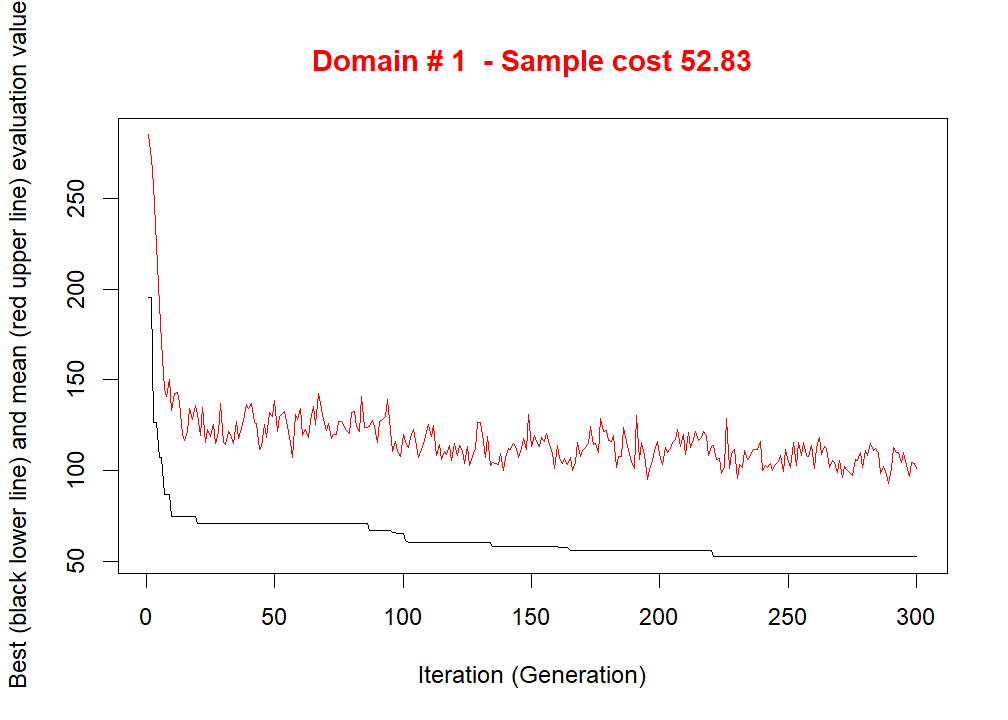 Domain # 1  - Sample cost 52.83
Best (black lower line) and mean (red upper line) evaluation value
250
200
150
100
50
0 50 100 150 200 250 300
Iteration (Generation)